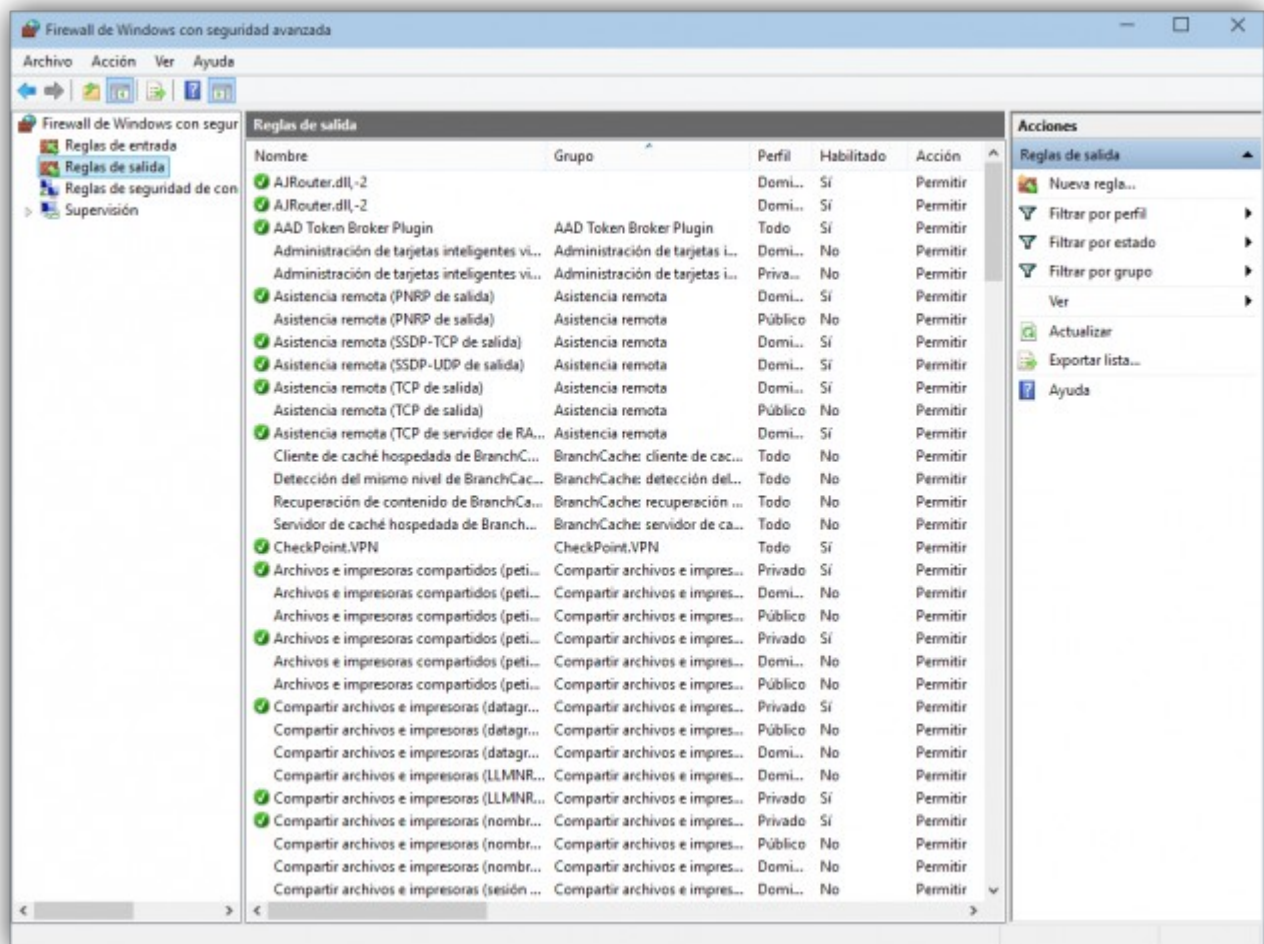 Firewall de Windows con seguridad avanzada
Archivo Acción Ver Ayuda
Firewall de Windows con segur
Reglas de entrada
Reglas de salida
Reglas de seguridad de con
Supervisión
Reglas de salida
Nombre Grupo Perfil Habilitado Acción
AJRouter.dll,-2 Domi... Sí Permitir
AJRouter.dll,-2 Domi... Sí Permitir
AAD Token Broker Plugin AAD Token Broker Plugin Todo Sí Permitir
Administración de tarjetas inteligentes vi... Administración de tarjetas i... Domi... No Permitir
Administración de tarjetas inteligentes vi... Administración de tarjetas i... Priva... No Permitir
Asistencia remota (PNRP de salida) Asistencia remota Domi... Sí Permitir
Asistencia remota (PNRP de salida) Asistencia remota Público No Permitir
Asistencia remota (SSDP-TCP de salida) Asistencia remota Domi... Sí Permitir
Asistencia remota (SSDP-UDP de salida) Asistencia remota Domi... Sí Permitir
Asistencia remota (TCP de salida) Asistencia remota Domi... Sí Permitir
Asistencia remota (TCP de salida) Asistencia remota Público No Permitir
Asistencia remota (TCP de servidor de RA... Asistencia remota Domi... Sí Permitir
Cliente de caché hospedada de BranchC... BranchCache: cliente de cac... Todo No Permitir
Detección del mismo nivel de BranchCac... BranchCache: detección del... Todo No Permitir
Recuperación de contenido de BranchCa... BranchCache: recuperación ... Todo No Permitir
Servidor de caché hospedada de Branch... BranchCache: servidor de ca... Todo No Permitir
CheckPoint.VPN CheckPoint.VPN Todo Sí Permitir
Archivos e impresoras compartidos (peti... Compartir archivos e impres... Privado Sí Permitir
Archivos e impresoras compartidos (peti... Compartir archivos e impres... Domi... No Permitir
Archivos e impresoras compartidos (peti... Compartir archivos e impres... Público No Permitir
Archivos e impresoras compartidos (peti... Compartir archivos e impres... Privado Sí Permitir
Archivos e impresoras compartidos (peti... Compartir archivos e impres... Domi... No Permitir
Archivos e impresoras compartidos (peti... Compartir archivos e impres... Público No Permitir
Compartir archivos e impresoras (datagr... Compartir archivos e impres... Privado Sí Permitir
Compartir archivos e impresoras (datagr... Compartir archivos e impres... Público No Permitir
Compartir archivos e impresoras (datagr... Compartir archivos e impres... Domi... No Permitir
Compartir archivos e impresoras (LLMNR... Compartir archivos e impres... Domi... No Permitir
Compartir archivos e impresoras (LLMNR... Compartir archivos e impres... Privado Sí Permitir
Compartir archivos e impresoras (nombr... Compartir archivos e impres... Privado Sí Permitir
Compartir archivos e impresoras (nombr... Compartir archivos e impres... Público No Permitir
Compartir archivos e impresoras (nombr... Compartir archivos e impres... Domi... No Permitir
Compartir archivos e impresoras (sesión ... Compartir archivos e impres... Domi... No Permitir
Acciones
Reglas de salida
Nueva regla...
Filtrar por perfil
Filtrar por estado
Filtrar por grupo
Ver
Actualizar
Exportar lista...
Ayuda